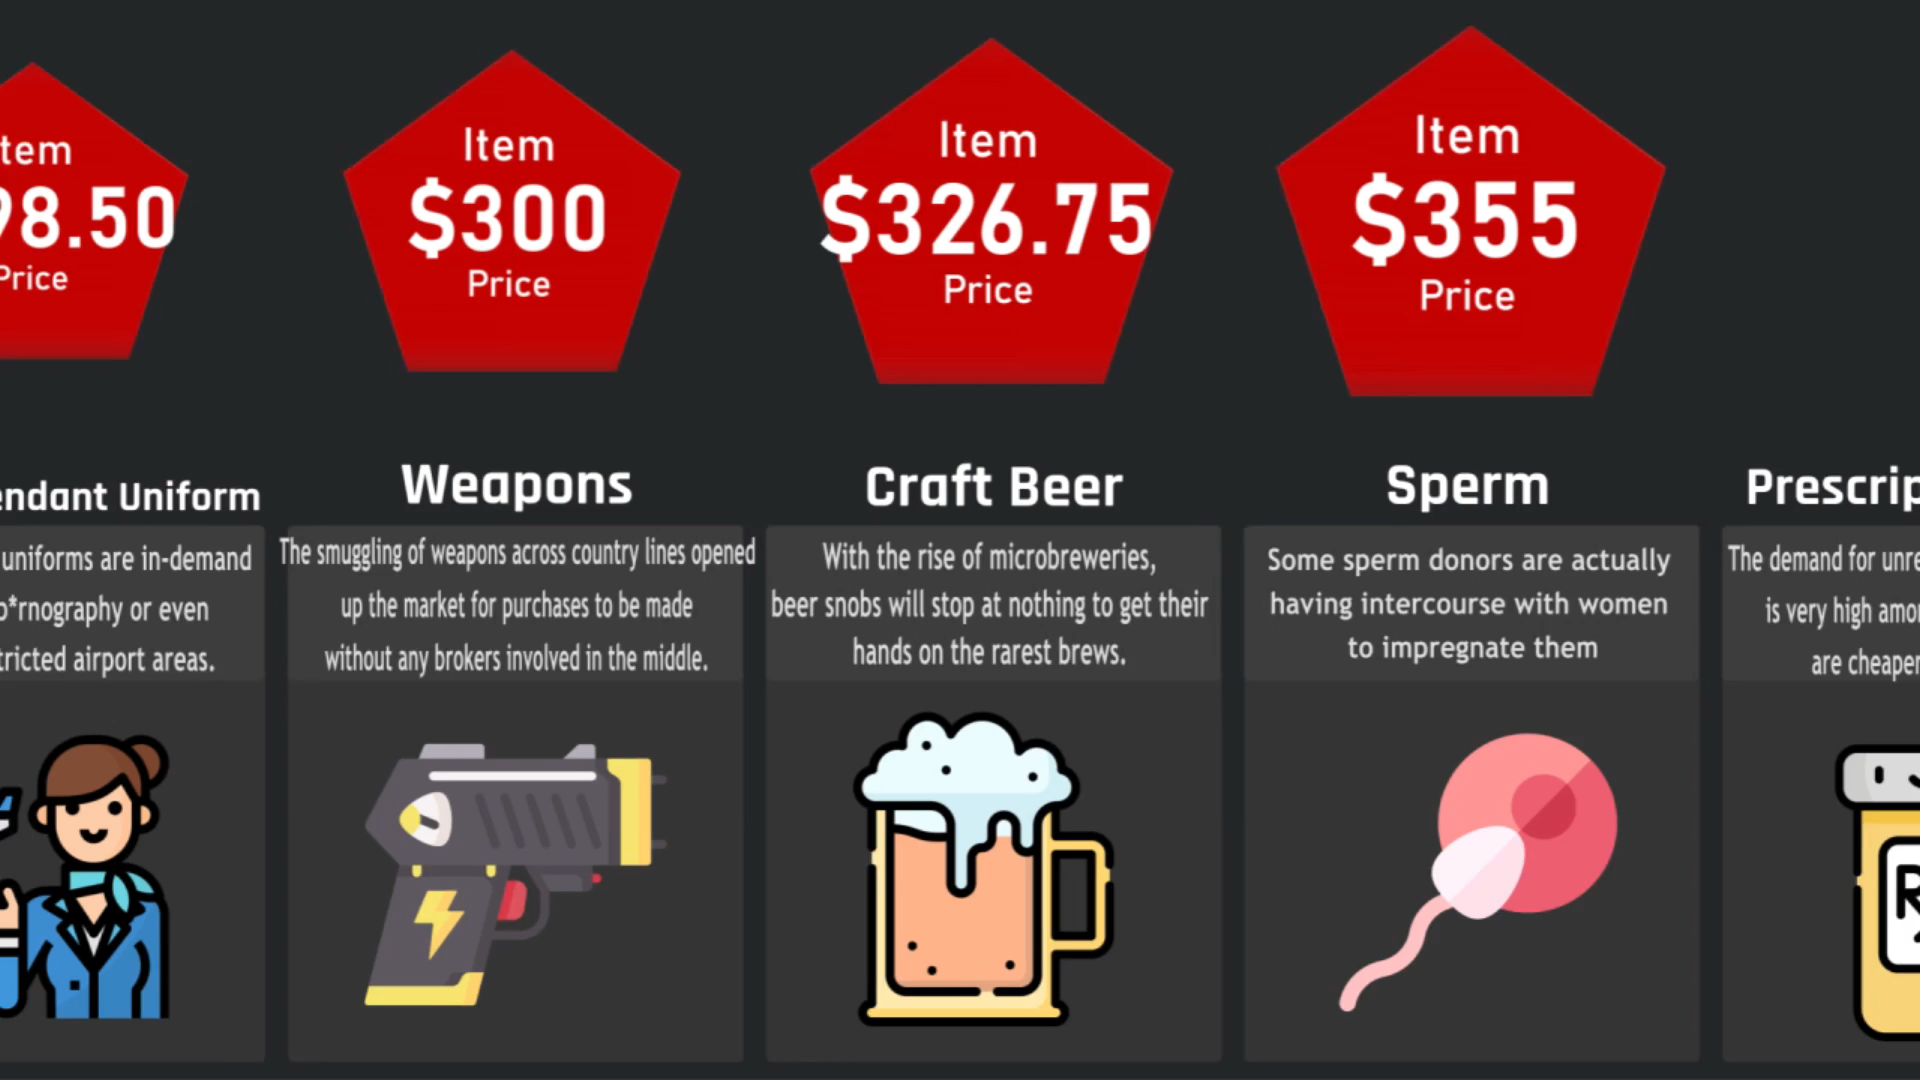 Item
98.50
Price
Item
$300
Price
Item
$326.75
Price
Item
$355
Price
endant Uniform
uniforms are in-demand
p*rnography or even
tricted airport areas.
Weapons
The smuggling of weapons across country lines opened
up the market for purchases to be made
without any brokers involved in the middle.
Craft Beer
With the rise of microbreweries,
beer snobs will stop at nothing to get their
hands on the rarest brews.
Sperm
Some sperm donors are actually
having intercourse with women
to impregnate them
Prescrip
The demand for unre
is very high amo
are cheaper
R